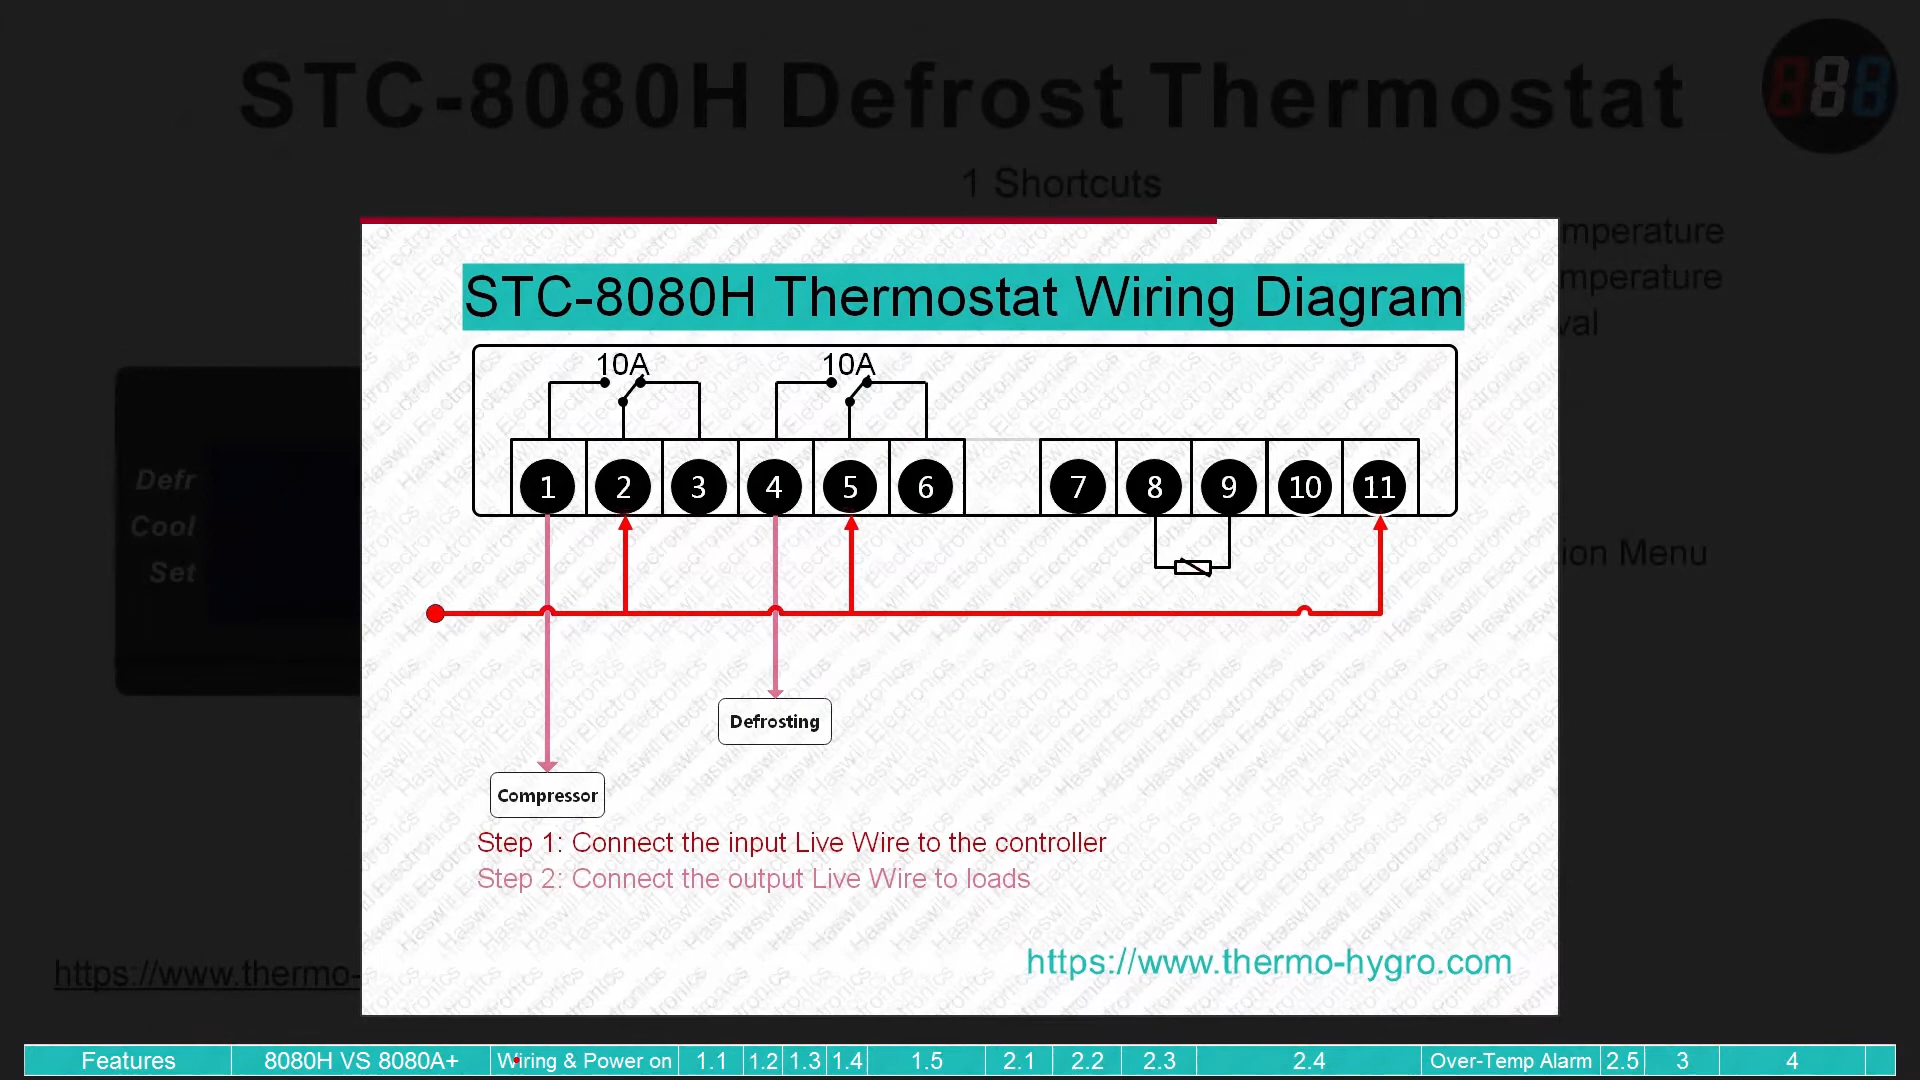 STC-8080H Defrost Thermostat
888
1 Shortcuts
mperature
mperature
val
STC-8080H Thermostat Wiring Diagram
10A 10A
1 2 3 4 5 6 7 8 9 10 11
Defr
Cool
Set
ion Menu
Defrosting
Compressor
Step 1: Connect the input Live Wire to the controller
Step 2: Connect the output Live Wire to loads
https://www.thermo-hygro.com
https://www.thermo-
Features 8080H VS 8080A+ Wiring & Power on 1.1 1.2 1.3 1.4 1.5 2.1 2.2 2.3 2.4 Over-Temp Alarm 2.5 3 4